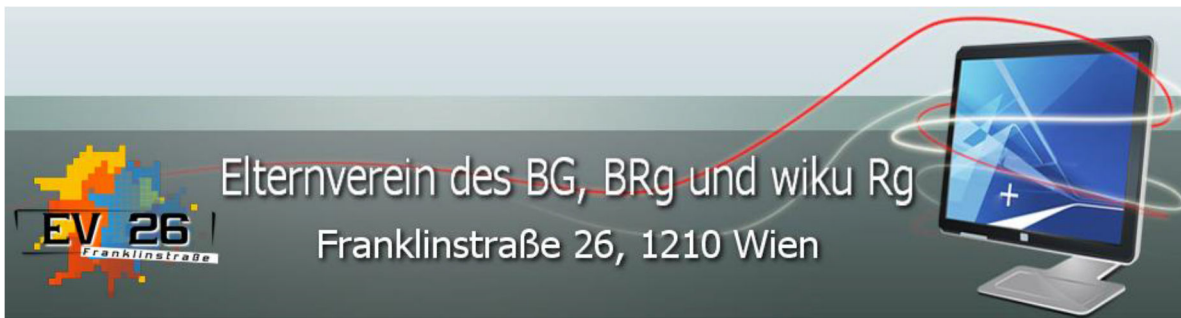 Elternverein des BG, BRg und wiku Rg
Franklinstraße 26, 1210 Wien
EV 26
Franklinstraße